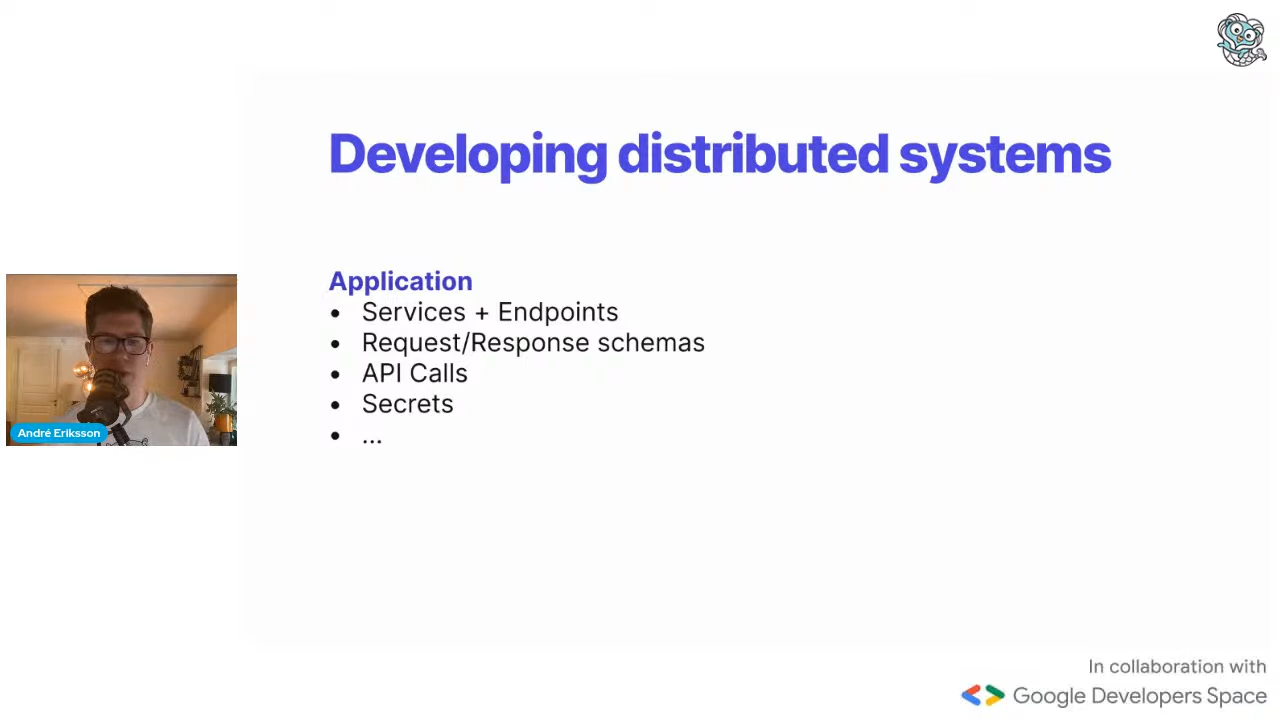 Developing distributed systems
Application
• Services + Endpoints
• Request/Response schemas
• API Calls
• Secrets
• ...
André Eriksson
In collaboration with
Google Developers Space